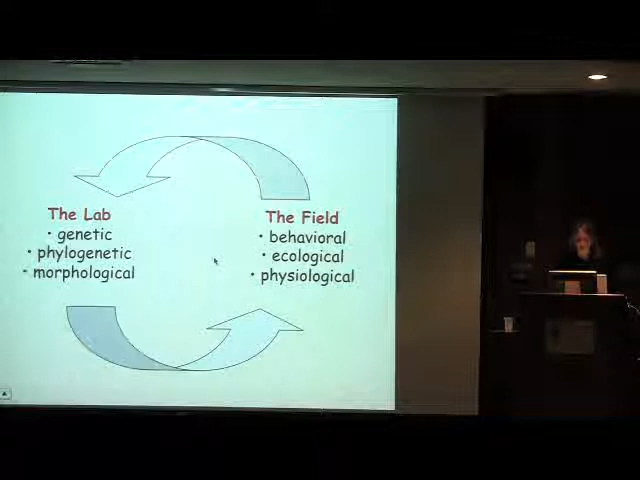 The Lab
• genetic
• phylogenetic
• morphological
The Field
• behavioral
• ecological
• physiological